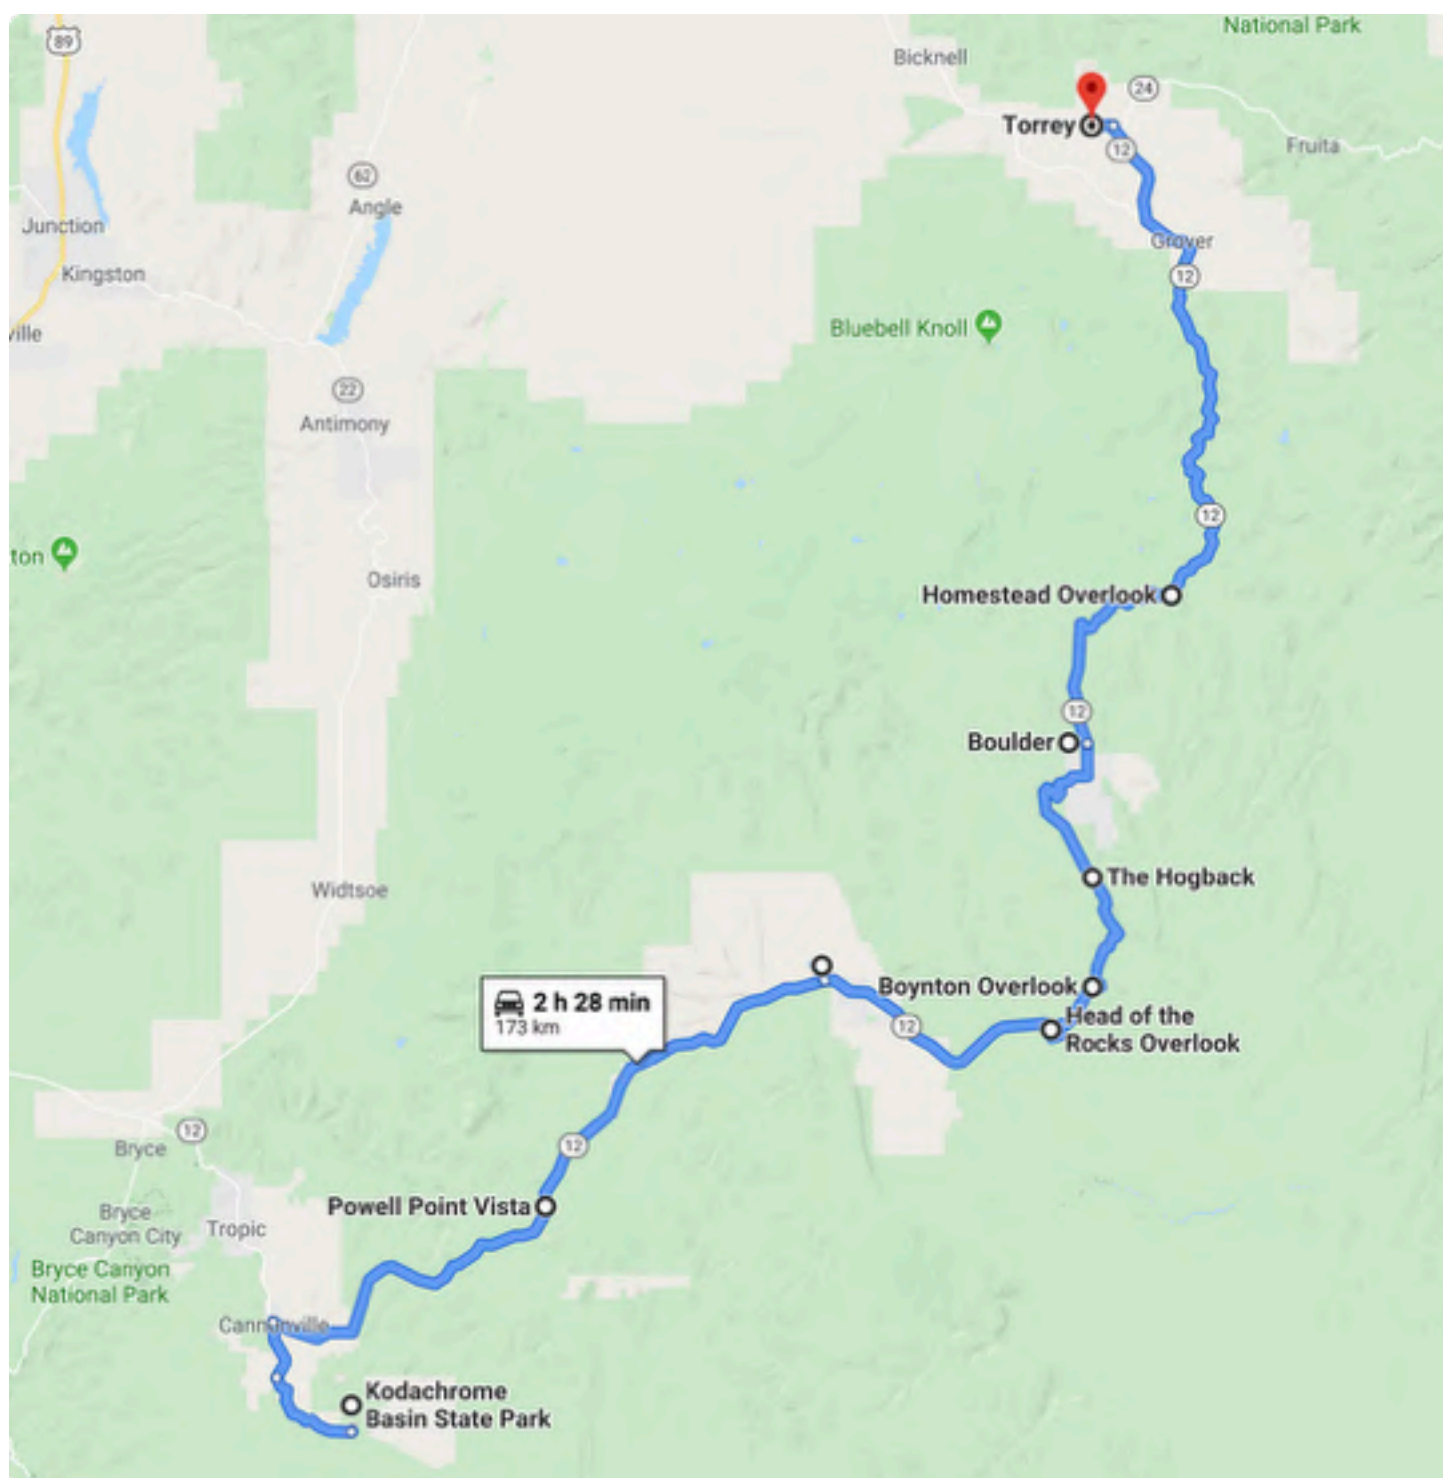 National Park
89
Bicknell
24
Torrey
12
Fruita
62
Angle
Junction
Grover
Kingston
12
Bluebell Knoll
ville
22
Antimony
12
ton
Osiris
Homestead Overlook
12
Boulder
The Hogback
Widtsoe
Boynton Overlook
2 h 28 min
173 km
12
Head of the
Rocks Overlook
12
12
Bryce
Powell Point Vista
Bryce
Canyon City
Tropic
Bryce Canyon
National Park
Cannonville
Kodachrome
Basin State Park